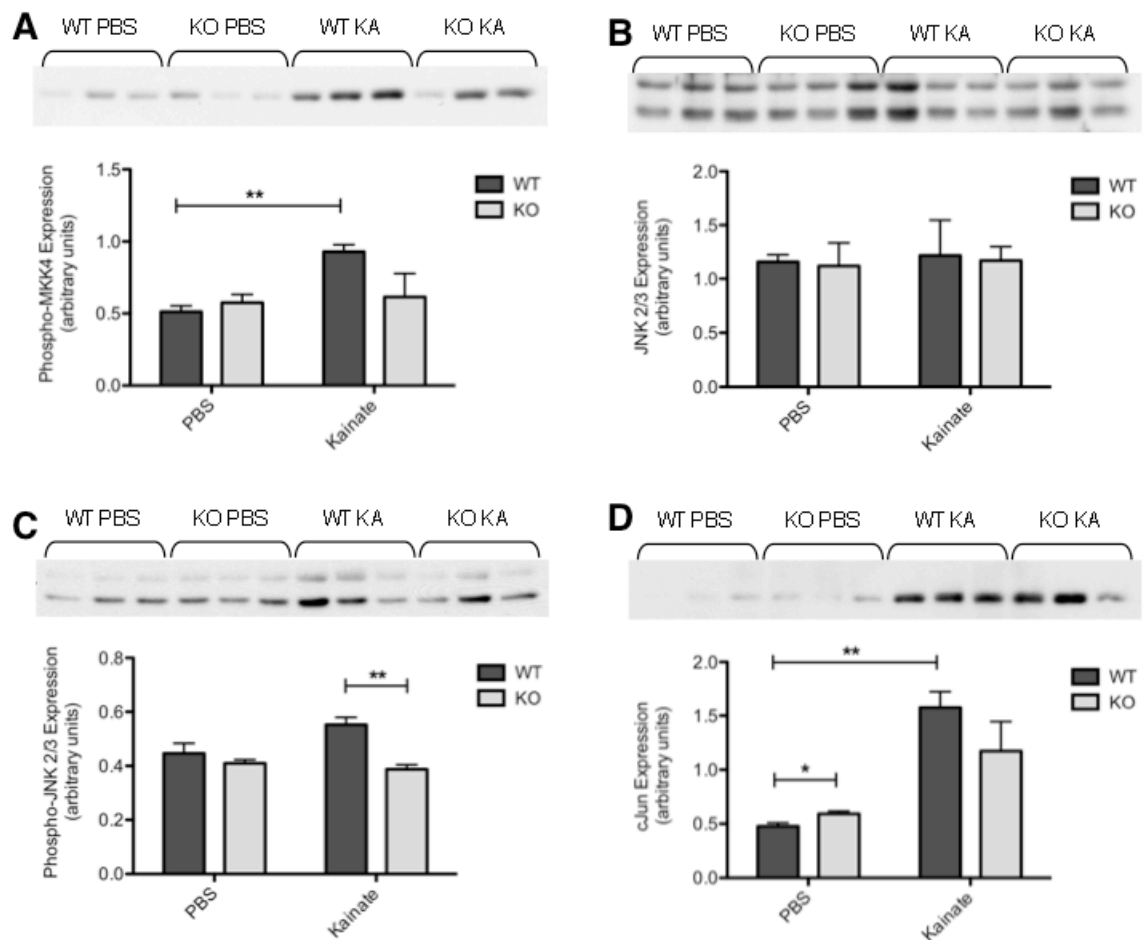 A
WT PBS KO PBS WT KA KO KA
Phospho-MKK4 Expression
(arbitrary units)
1.5
1.0
0.5
0.0
**
WT
KO
PBS
Kainate
B
WT PBS KO PBS WT KA KO KA
JNK 2/3 Expression
(arbitrary units)
2.0
1.5
1.0
0.5
0.0
WT
KO
PBS
Kainate
C
WT PBS KO PBS WT KA KO KA
Phospho-JNK 2/3 Expression
(arbitrary units)
0.8
0.6
0.4
0.2
0.0
**
WT
KO
PBS
Kainate
D
WT PBS KO PBS WT KA KO KA
cJun Expression
(arbitrary units)
2.0
1.5
1.0
0.5
0.0
**
*
WT
KO
PBS
Kainate